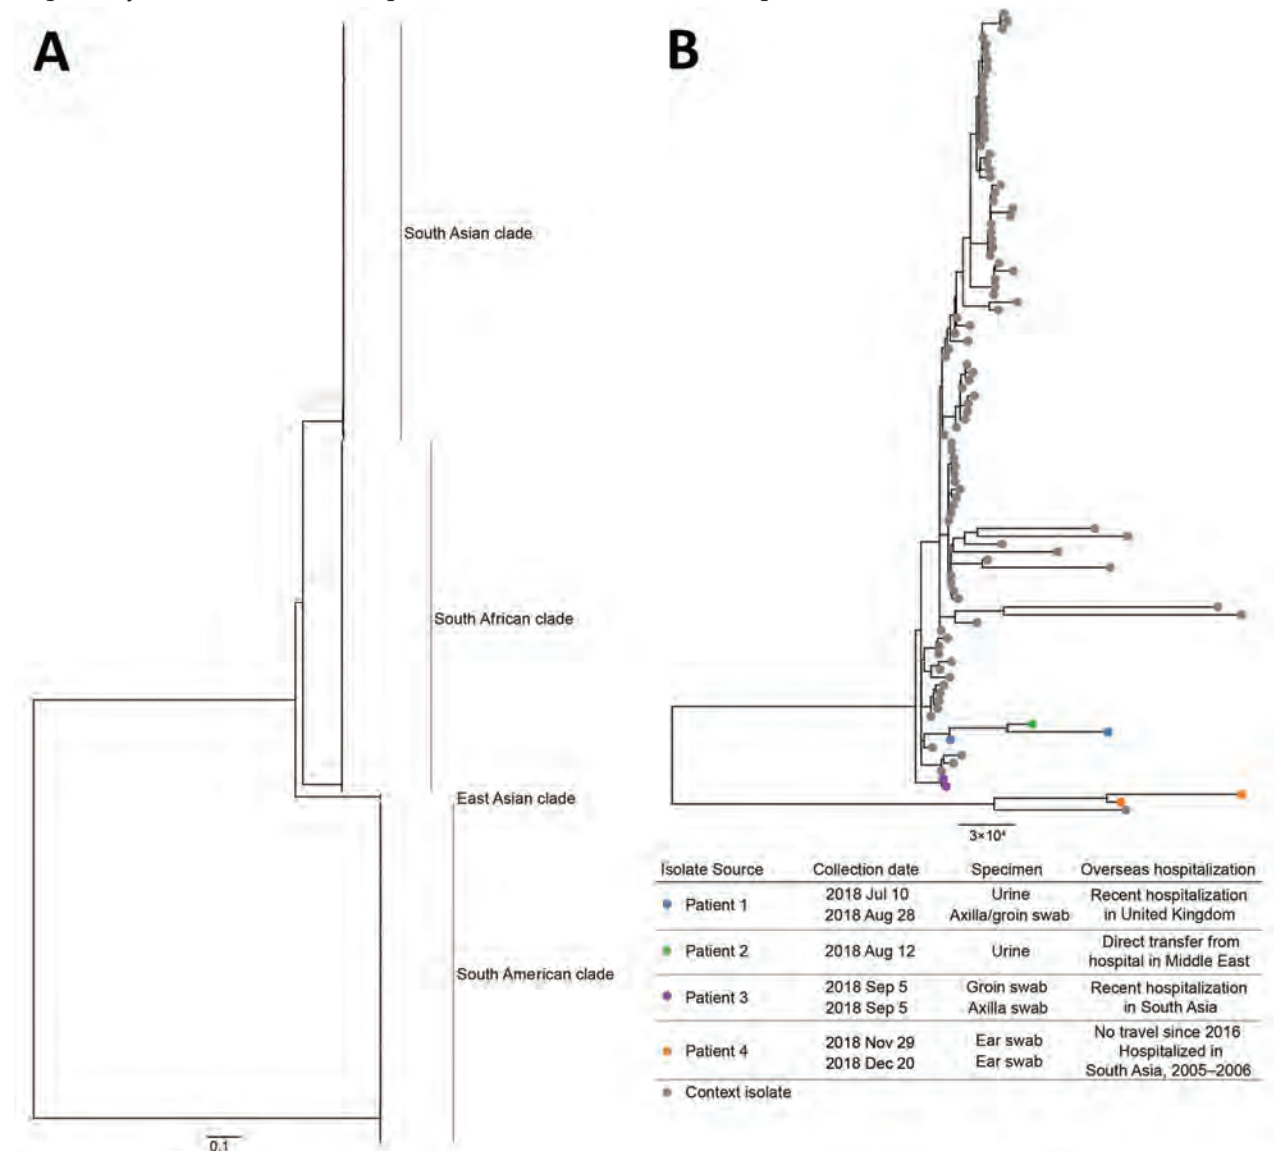 A
B
South Asian clade
South African clade
East Asian clade
South American clade
0.1
3×10⁴
Isolate Source Collection date Specimen Overseas hospitalization
Patient 1
2018 Jul 10 Urine Recent hospitalization
2018 Aug 28 Axilla/groin swab in United Kingdom
Patient 2 2018 Aug 12 Urine Direct transfer from
hospital in Middle East
Patient 3
2018 Sep 5 Groin swab Recent hospitalization
2018 Sep 5 Axilla swab in South Asia
Patient 4
2018 Nov 29 Ear swab No travel since 2016
2018 Dec 20 Ear swab Hospitalized in
South Asia, 2005–2006
Context isolate